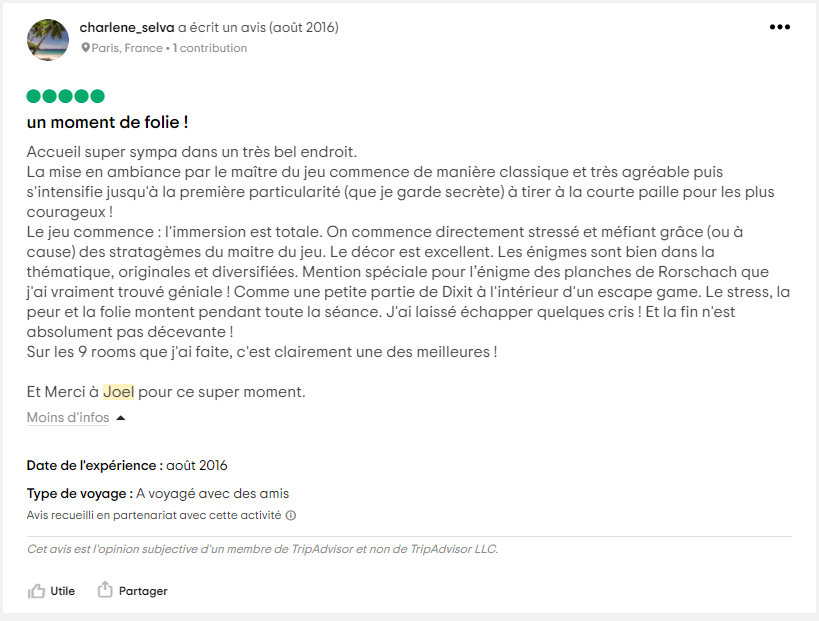 charlene_selva a écrit un avis (août 2016)
Paris, France • 1 contribution
un moment de folie !
Accueil super sympa dans un très bel endroit.
La mise en ambiance par le maître du jeu commence de manière classique et très agréable puis
s'intensifie jusqu'à la première particularité (que je garde secrète) à tirer à la courte paille pour les plus
courageux !
Le jeu commence : l'immersion est totale. On commence directement stressé et méfiant grâce (ou à
cause) des stratagèmes du maitre du jeu. Le décor est excellent. Les énigmes sont bien dans la
thématique, originales et diversifiées. Mention spéciale pour l’énigme des planches de Rorschach que
j'ai vraiment trouvé géniale ! Comme une petite partie de Dixit à l'intérieur d'un escape game. Le stress, la
peur et la folie montent pendant toute la séance. J'ai laissé échapper quelques cris ! Et la fin n'est
absolument pas décevante !
Sur les 9 rooms que j'ai faite, c'est clairement une des meilleures !
Et Merci à Joel pour ce super moment.
Moins d'infos
Date de l'expérience : août 2016
Type de voyage : A voyagé avec des amis
Avis recueilli en partenariat avec cette activité
Cet avis est l'opinion subjective d'un membre de TripAdvisor et non de TripAdvisor LLC.
Utile Partager